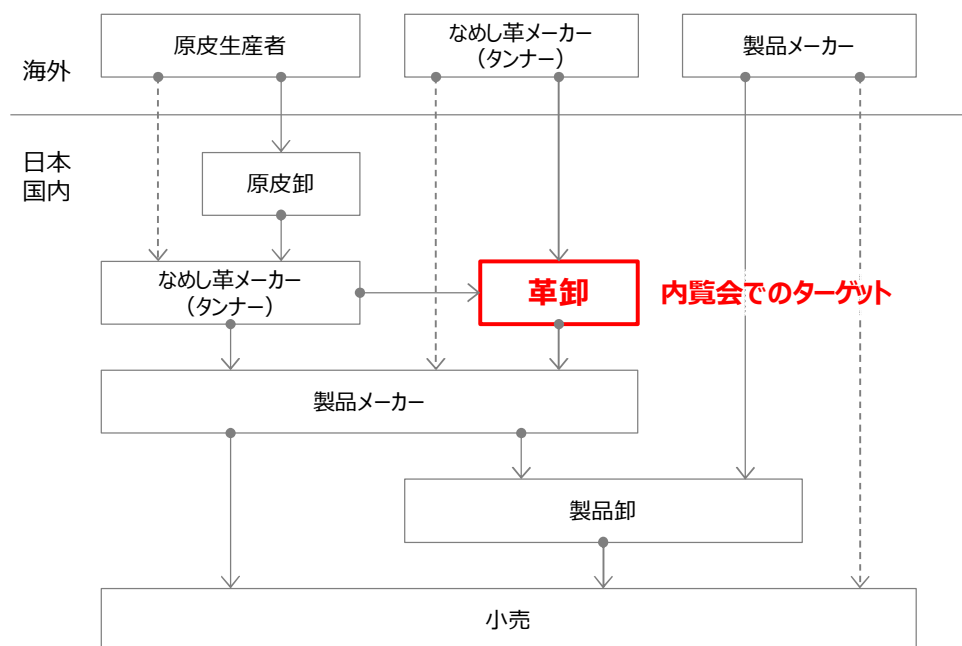 原皮生産者
なめし革メーカー
（タンナー）
製品メーカー
海外
日本
国内
原皮卸
なめし革メーカー
（タンナー）
革卸
内覧会でのターゲット
製品メーカー
製品卸
小売